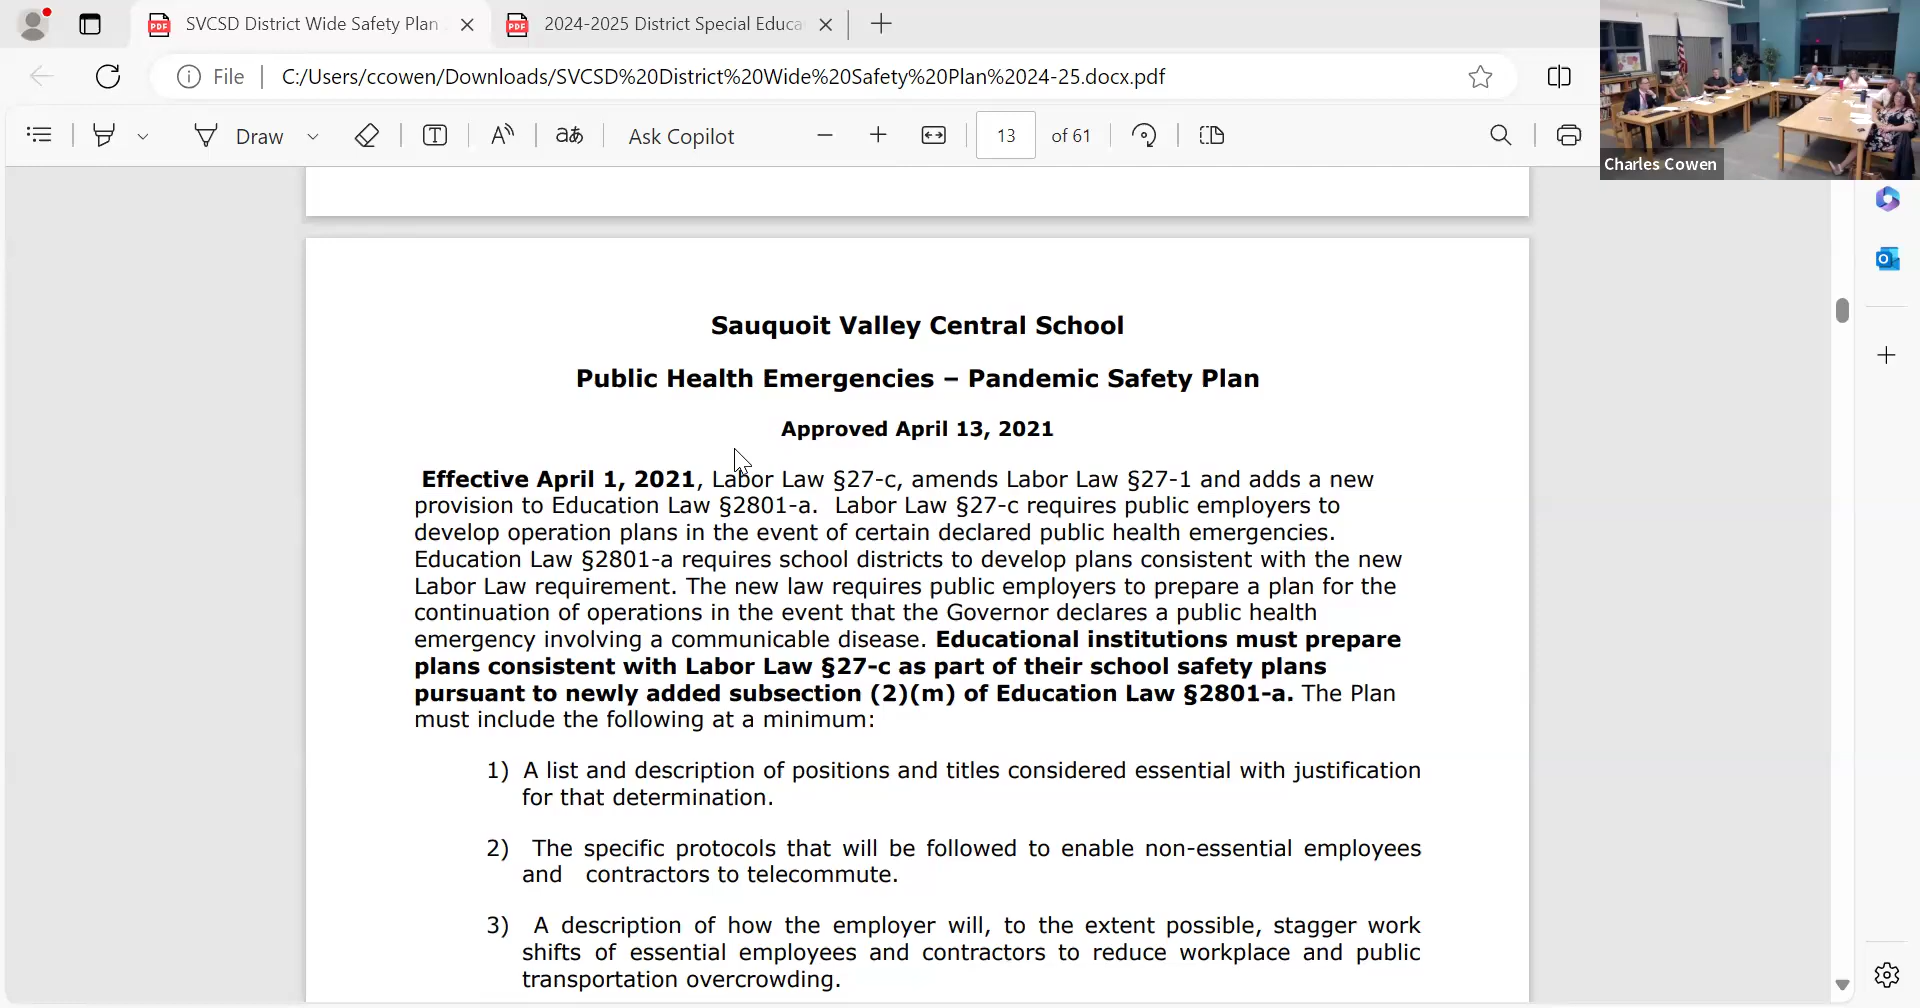 SVCSD District Wide Safety Plan
2024-2025 District Special Educa
File
C:/Users/ccowen/Downloads/SVCSD%20District%20Wide%20Safety%20Plan%2024-25.docx.pdf
Draw
Ask Copilot
13 of 61
Charles Cowen
Sauquoit Valley Central School
Public Health Emergencies – Pandemic Safety Plan
Approved April 13, 2021
Effective April 1, 2021, Labor Law §27-c, amends Labor Law §27-1 and adds a new
provision to Education Law §2801-a. Labor Law §27-c requires public employers to
develop operation plans in the event of certain declared public health emergencies.
Education Law §2801-a requires school districts to develop plans consistent with the new
Labor Law requirement. The new law requires public employers to prepare a plan for the
continuation of operations in the event that the Governor declares a public health
emergency involving a communicable disease. Educational institutions must prepare
plans consistent with Labor Law §27-c as part of their school safety plans
pursuant to newly added subsection (2)(m) of Education Law §2801-a. The Plan
must include the following at a minimum:
1) A list and description of positions and titles considered essential with justification
for that determination.
2) The specific protocols that will be followed to enable non-essential employees
and contractors to telecommute.
3) A description of how the employer will, to the extent possible, stagger work
shifts of essential employees and contractors to reduce workplace and public
transportation overcrowding.